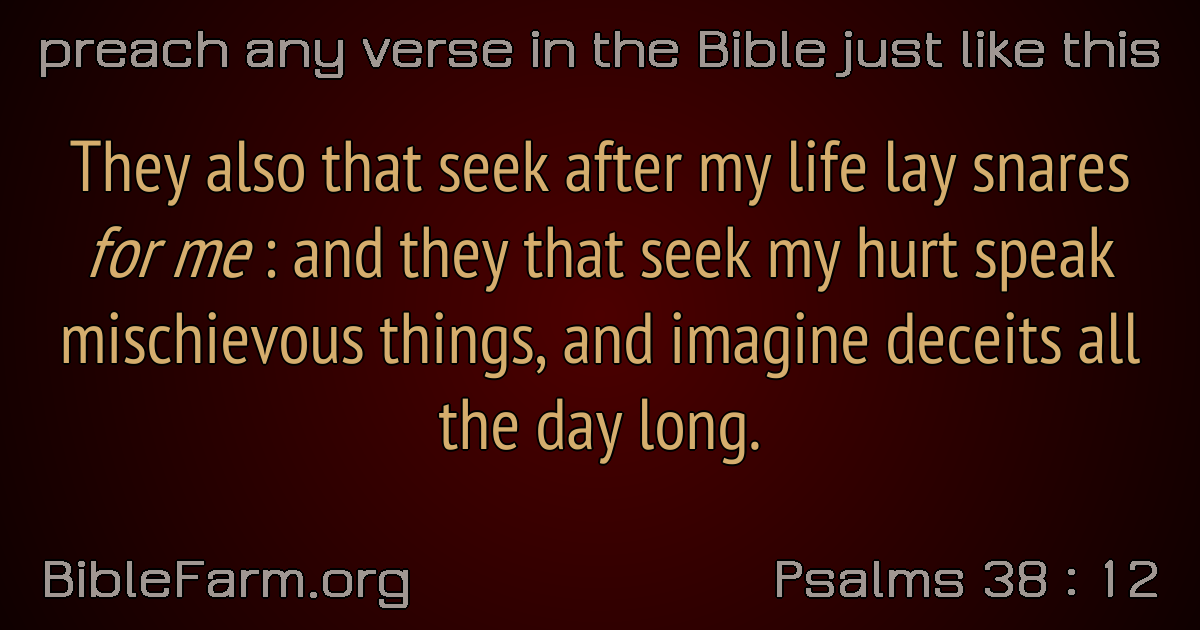 preach any verse in the Bible just like this
They also that seek after my life lay snares
for me : and they that seek my hurt speak
mischievous things, and imagine deceits all
the day long.
BibleFarm.org
Psalms 38 : 12